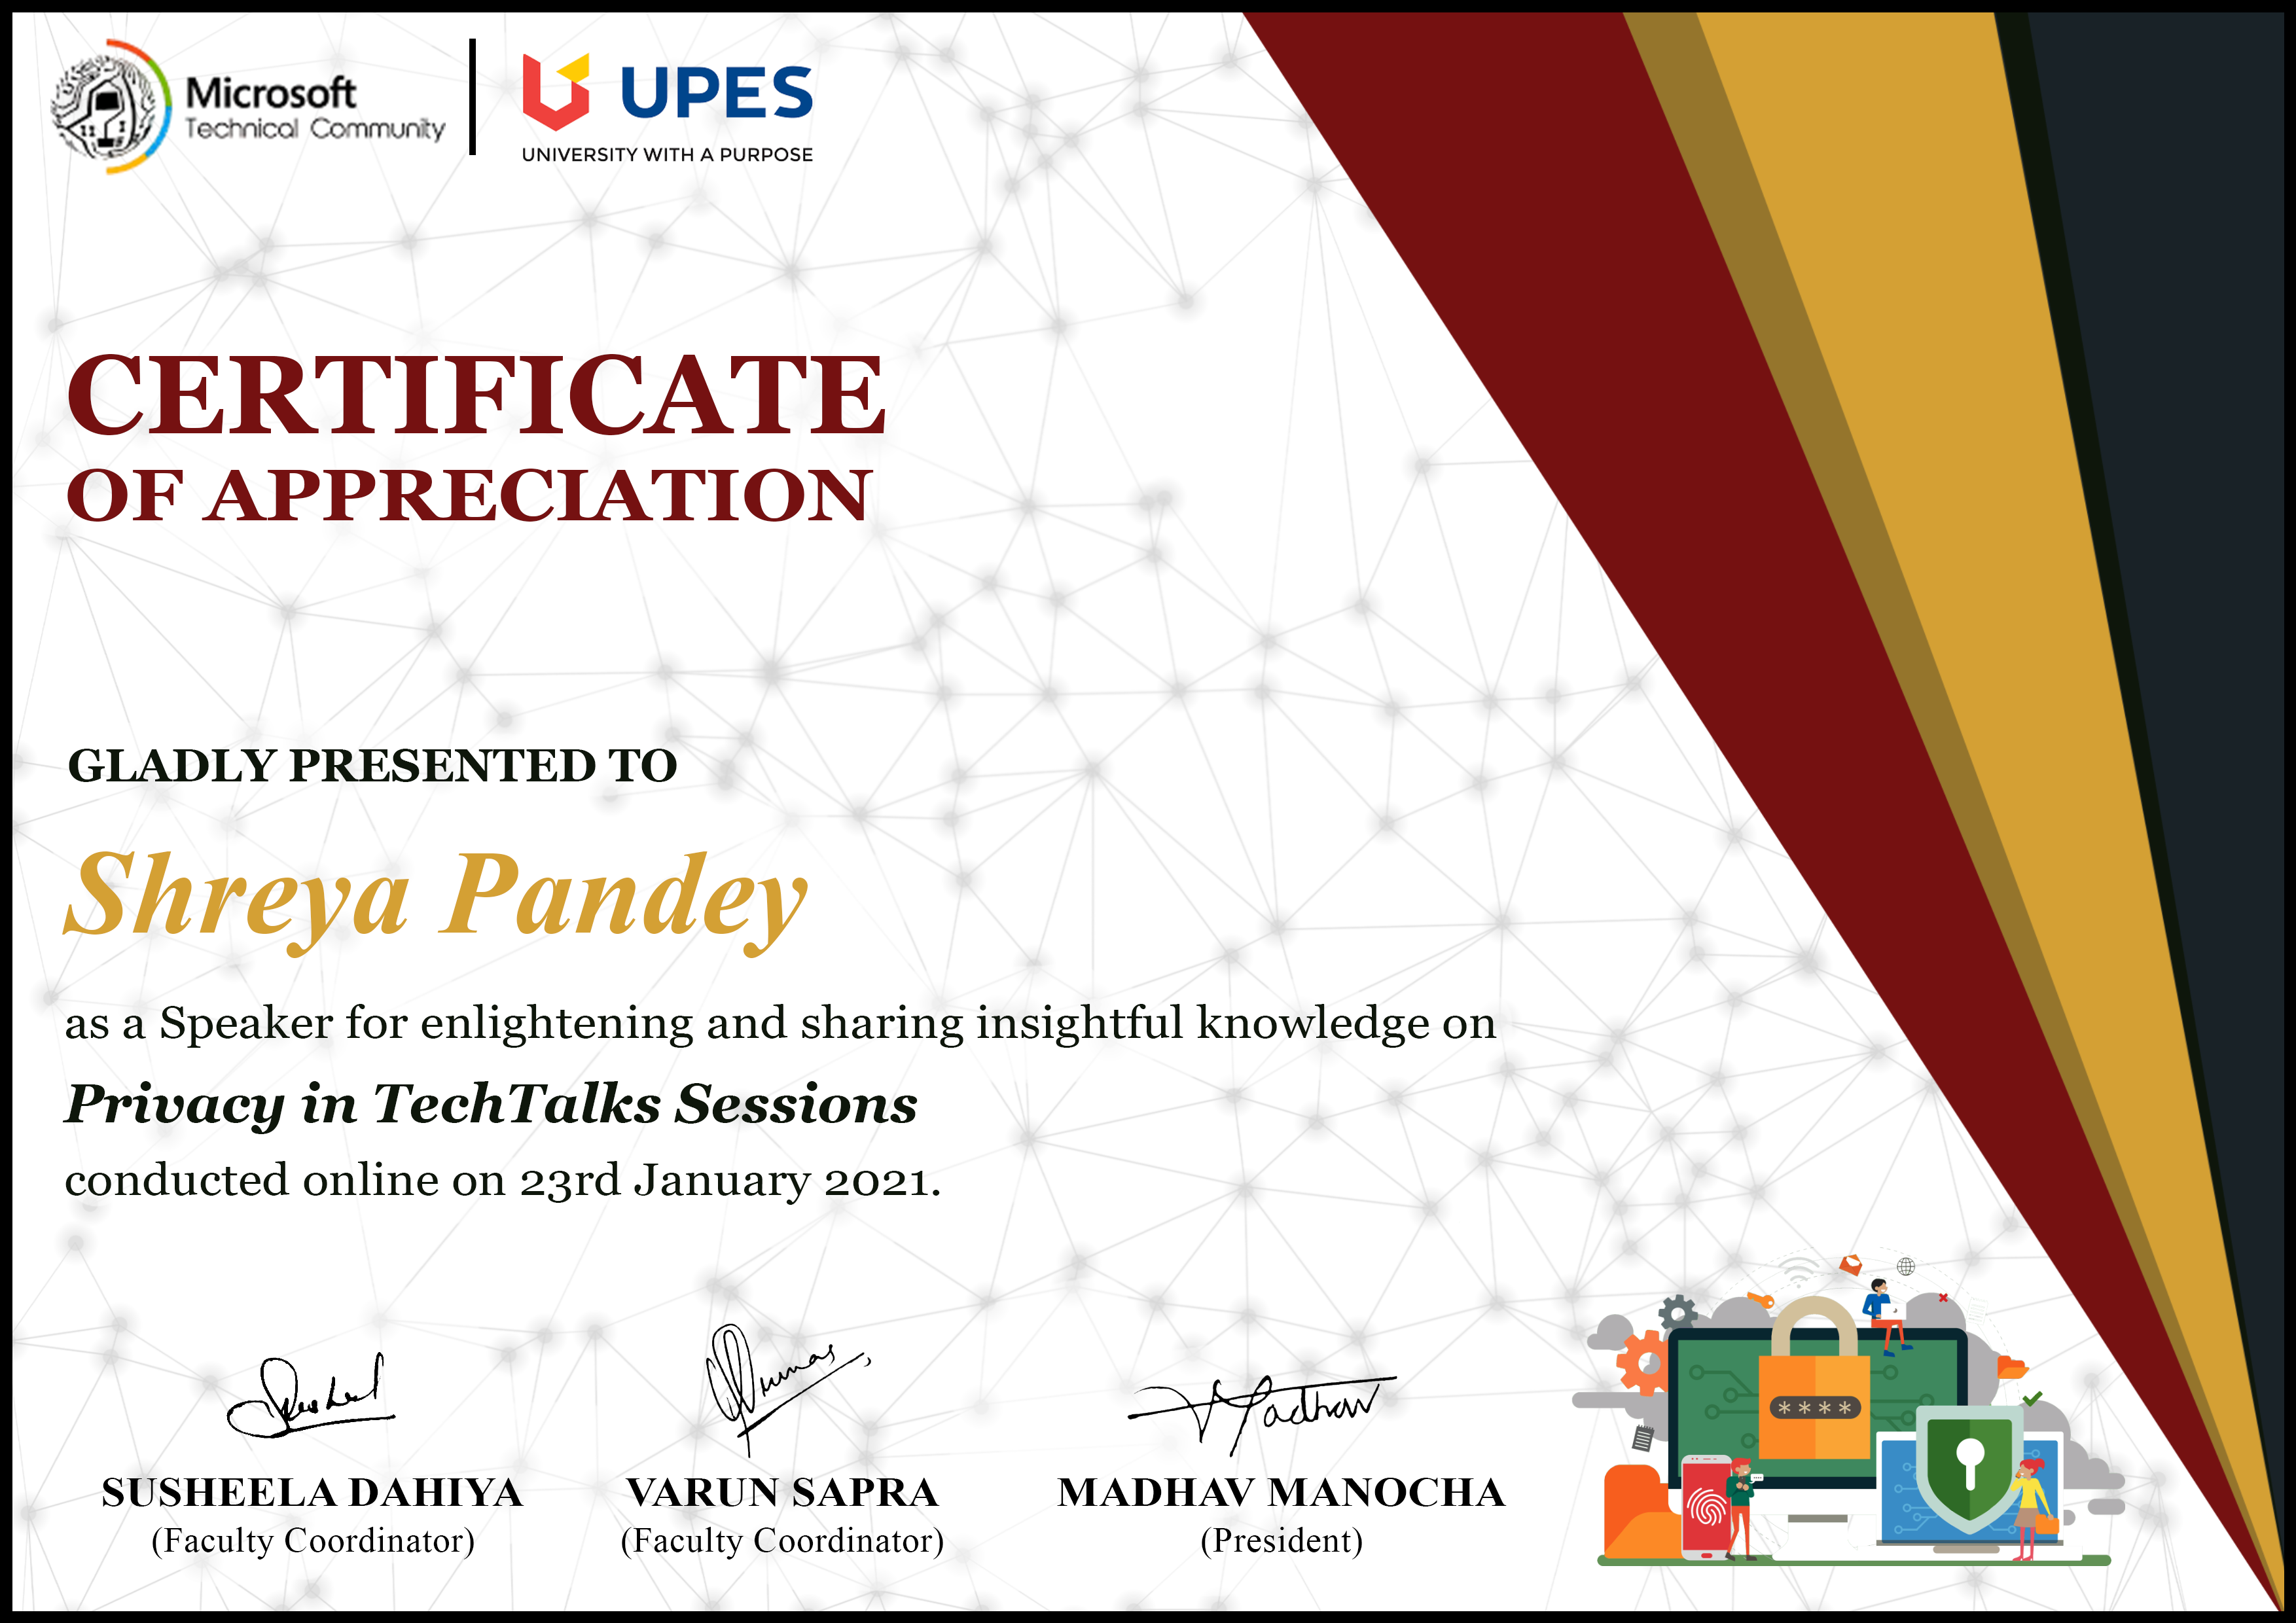 Microsoft
Technical Community
UPES
UNIVERSITY WITH A PURPOSE
CERTIFICATE
OF APPRECIATION
GLADLY PRESENTED TO
Shreya Pandey
as a Speaker for enlightening and sharing insightful knowledge on
Privacy in TechTalks Sessions
conducted online on 23rd January 2021.
SUSHEELA DAHIYA
(Faculty Coordinator)
VARUN SAPRA
(Faculty Coordinator)
MADHAV MANOCHA
(President)
****